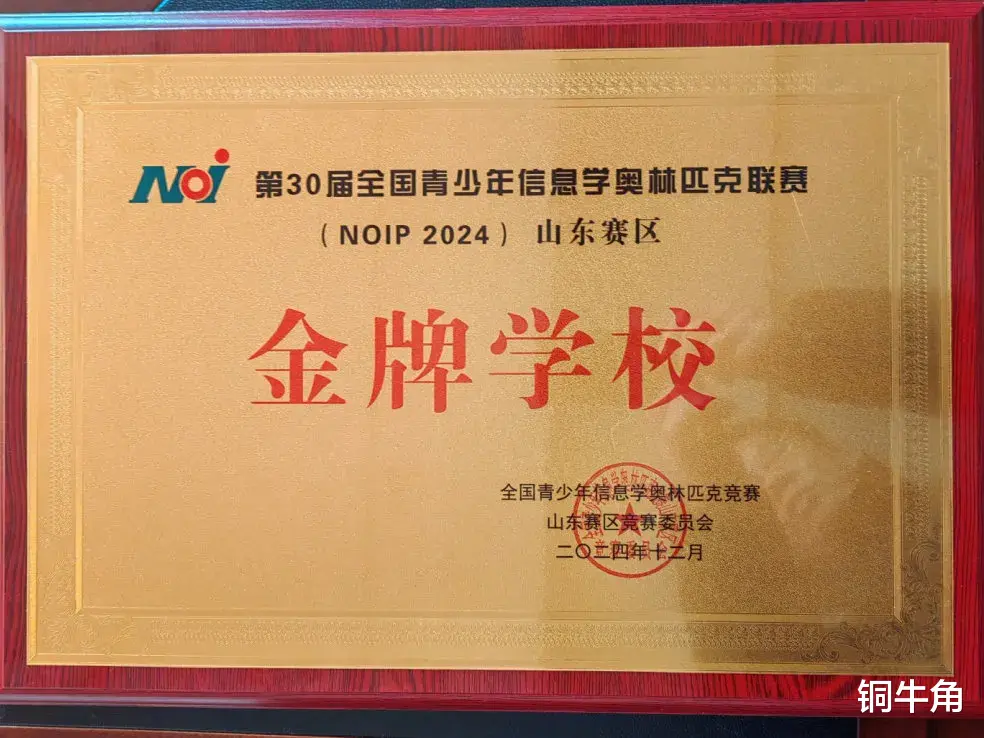 NOI 第30届全国青少年信息学奥林匹克联赛
(NOIP 2024) 山东赛区
金牌学校
全国青少年信息学奥林匹克竞赛
山东赛区竞赛委员会
二〇二四年十二月
铜牛角